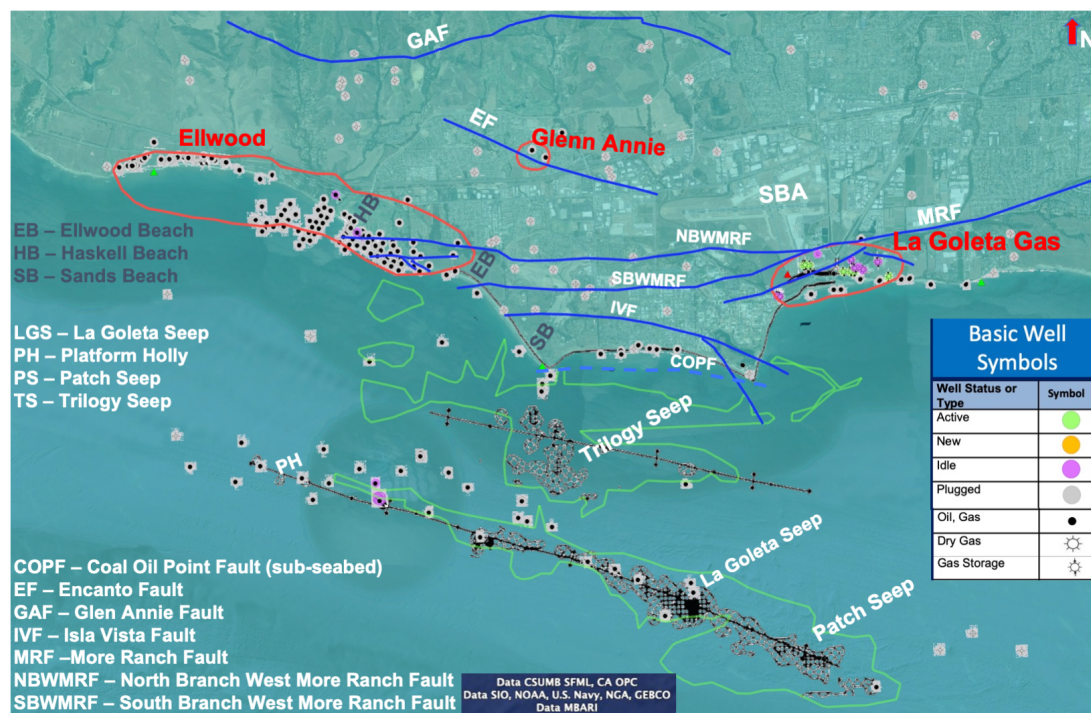 GAF
N
EF
Ellwood
Glenn Annie
SBA
HB
MRF
NBWMRF
La Goleta Gas
EB – Ellwood Beach
HB – Haskell Beach
SB – Sands Beach
EB
SBWMRF
IVF
SB
COPF
LGS – La Goleta Seep
PH – Platform Holly
PS – Patch Seep
TS – Trilogy Seep
Basic Well
Symbols
Well Status or
Type
Symbol
Active
New
Idle
Plugged
Oil, Gas
Dry Gas
Gas Storage
Trilogy Seep
PH
La Goleta Seep
Patch Seep
COPF – Coal Oil Point Fault (sub-seabed)
EF – Encanto Fault
GAF – Glen Annie Fault
IVF – Isla Vista Fault
MRF –More Ranch Fault
NBWMRF – North Branch West More Ranch Fault
SBWMRF – South Branch West More Ranch Fault
Data CSUMB SFML, CA OPC
Data SIO, NOAA, U.S. Navy, NGA, GEBCO
Data MBARI